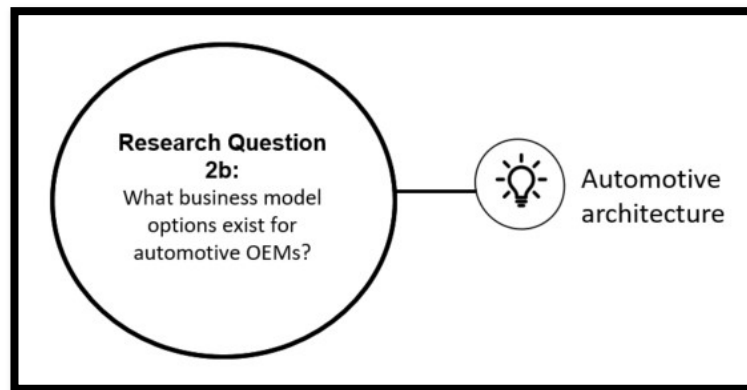 Research Question
2b:
What business model
options exist for
automotive OEMs?
Automotive
architecture